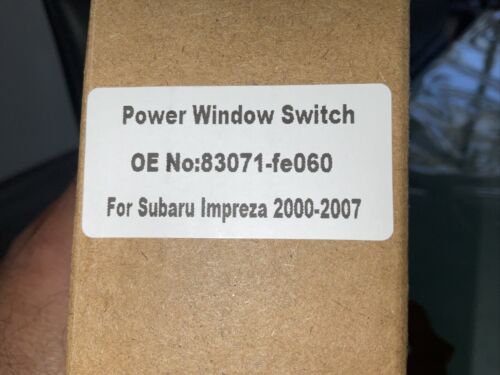 Power Window Switch
OE No:83071-fe060
For Subaru Impreza 2000-2007